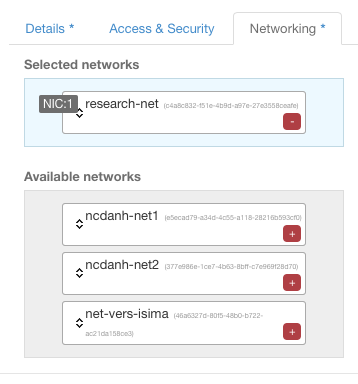 Details *
Access & Security
Networking *
Selected networks
NIC:1
research-net (c4a8c832-f51e-4b9d-a97e-27e3558ceafe)
-
Available networks
ncdanh-net1 (e5ecad79-a34d-4c55-a118-28216b593cf0)
+
ncdanh-net2 (377e986e-1ce7-4b63-8bff-c7e969f28d70)
+
net-vers-isima (46a6327d-80f5-48b0-b722-
ac21da158ce3)
+